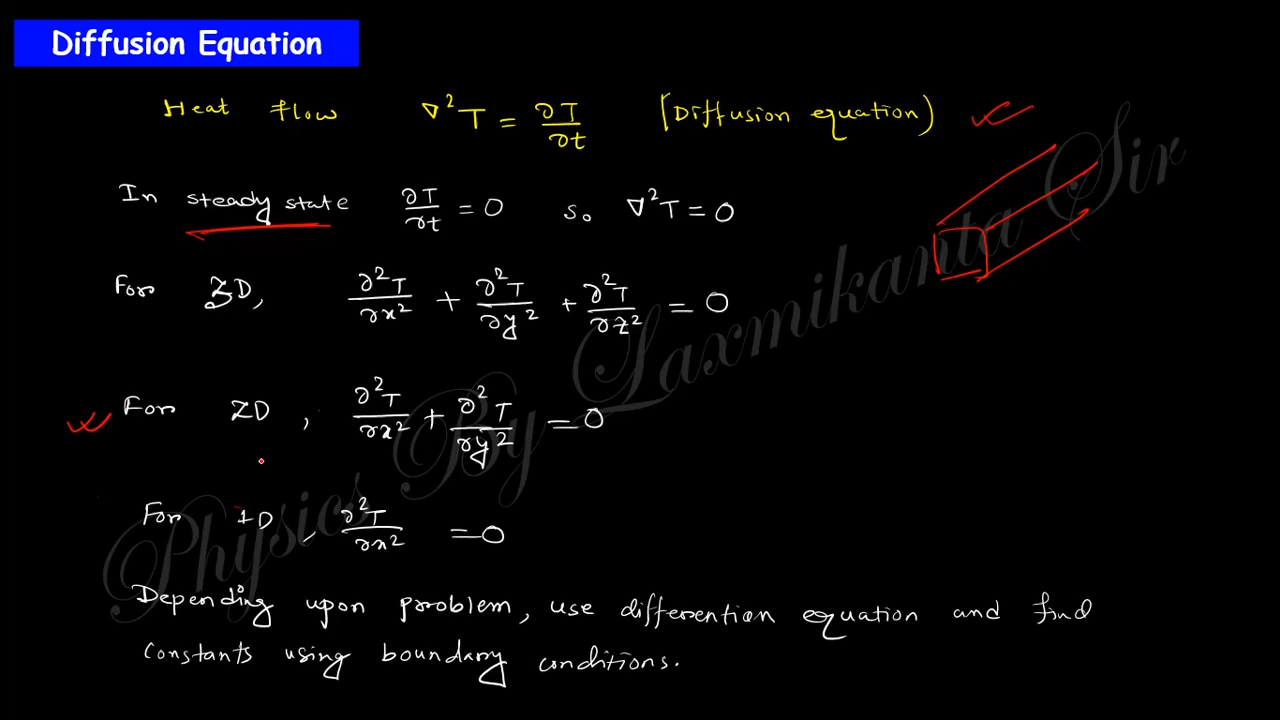 Diffusion Equation
Heat flow ∇²T = ∂T/∂t [Diffusion equation)
In steady state ∂T/∂t = 0 so ∇²T = 0
For 3D, ∂²T/∂x² + ∂²T/∂y² + ∂²T/∂z² = 0
For 2D, ∂²T/∂x² + ∂²T/∂y² = 0
For 1D, ∂²T/∂x² = 0
Depending upon problem, use differention equation and find
constants using boundary conditions.
Physics By Laxmikanta Sir